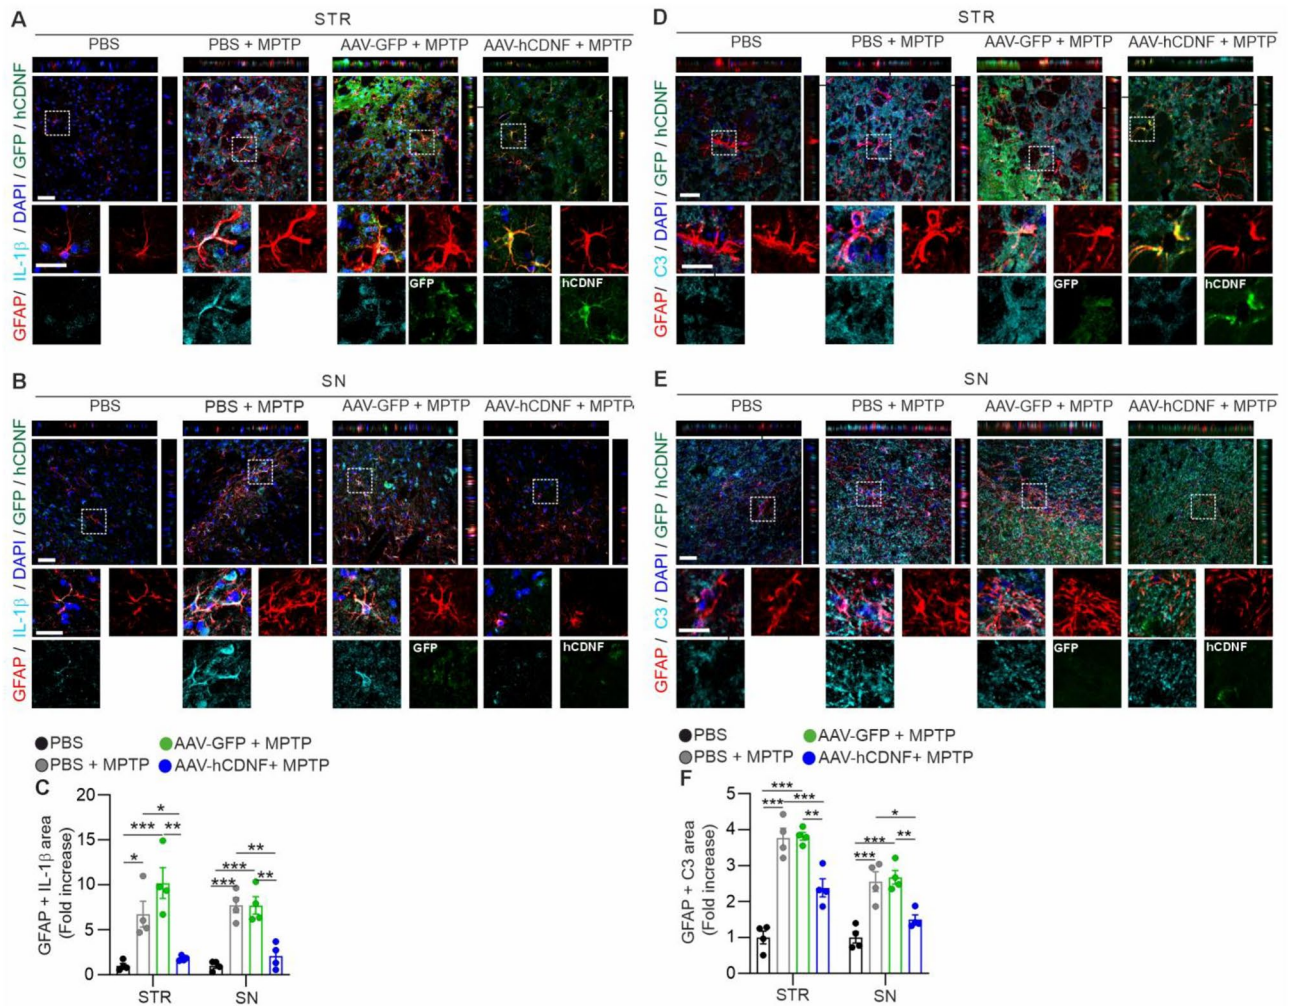 A
STR
PBS
PBS + MPTP
AAV-GFP + MPTP
AAV-hCDNF + MPTP
GFAP/ IL-1β / DAPI / GFP / hCDNF
GFP
hCDNF
B
SN
PBS
PBS + MPTP
AAV-GFP + MPTP
AAV-hCDNF + MPTP
GFAP / IL-1β / DAPI / GFP / hCDNF
GFP
hCDNF
PBS
AAV-GFP + MPTP
PBS + MPTP
AAV-hCDNF+ MPTP
C
GFAP + IL-1β area
(Fold increase)
20
15
10
5
0
*
***
**
*
**
***
***
**
STR
SN
D
STR
PBS
PBS + MPTP
AAV-GFP + MPTP
AAV-hCDNF + MPTP
GFAP/ C3 / DAPI / GFP / hCDNF
GFP
hCDNF
E
SN
PBS
PBS + MPTP
AAV-GFP + MPTP
AAV-hCDNF + MPTP
GFAP / C3 / DAPI / GFP / hCDNF
GFP
hCDNF
PBS
AAV-GFP + MPTP
PBS + MPTP
AAV-hCDNF+ MPTP
F
GFAP + C3 area
(Fold increase)
5
4
3
2
1
0
***
***
***
**
*
***
**
***
STR
SN